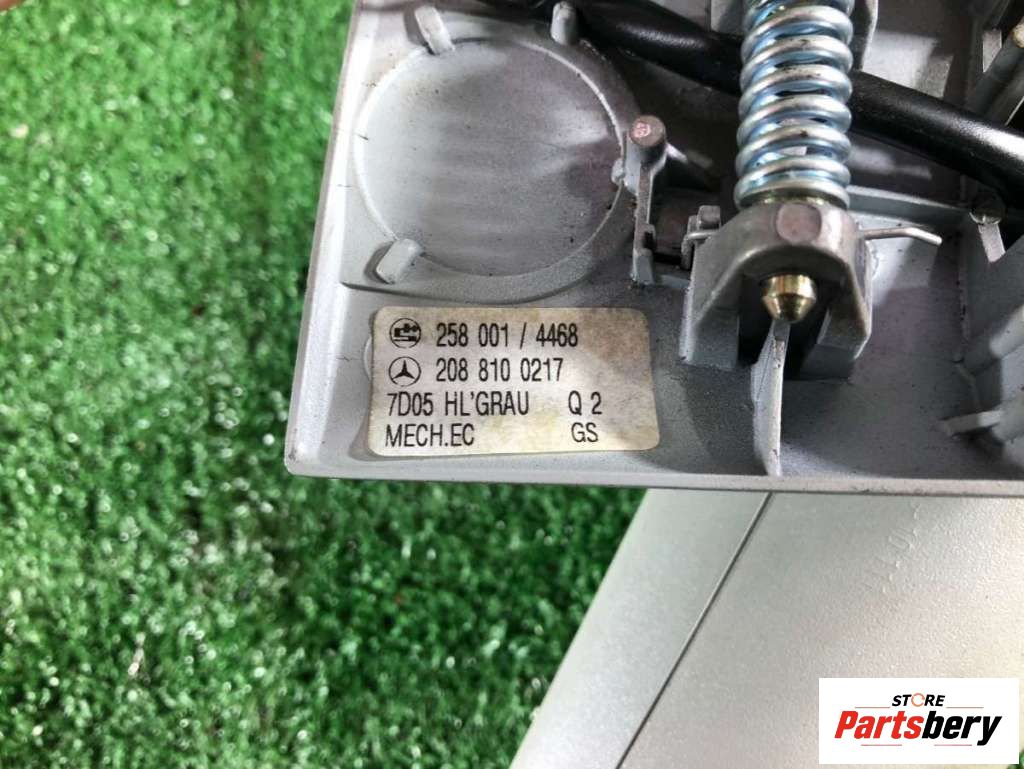 258 001 / 4468
208 810 0217
7D05 HL'GRAU Q 2
MECH.EC GS
STORE
Partsbery